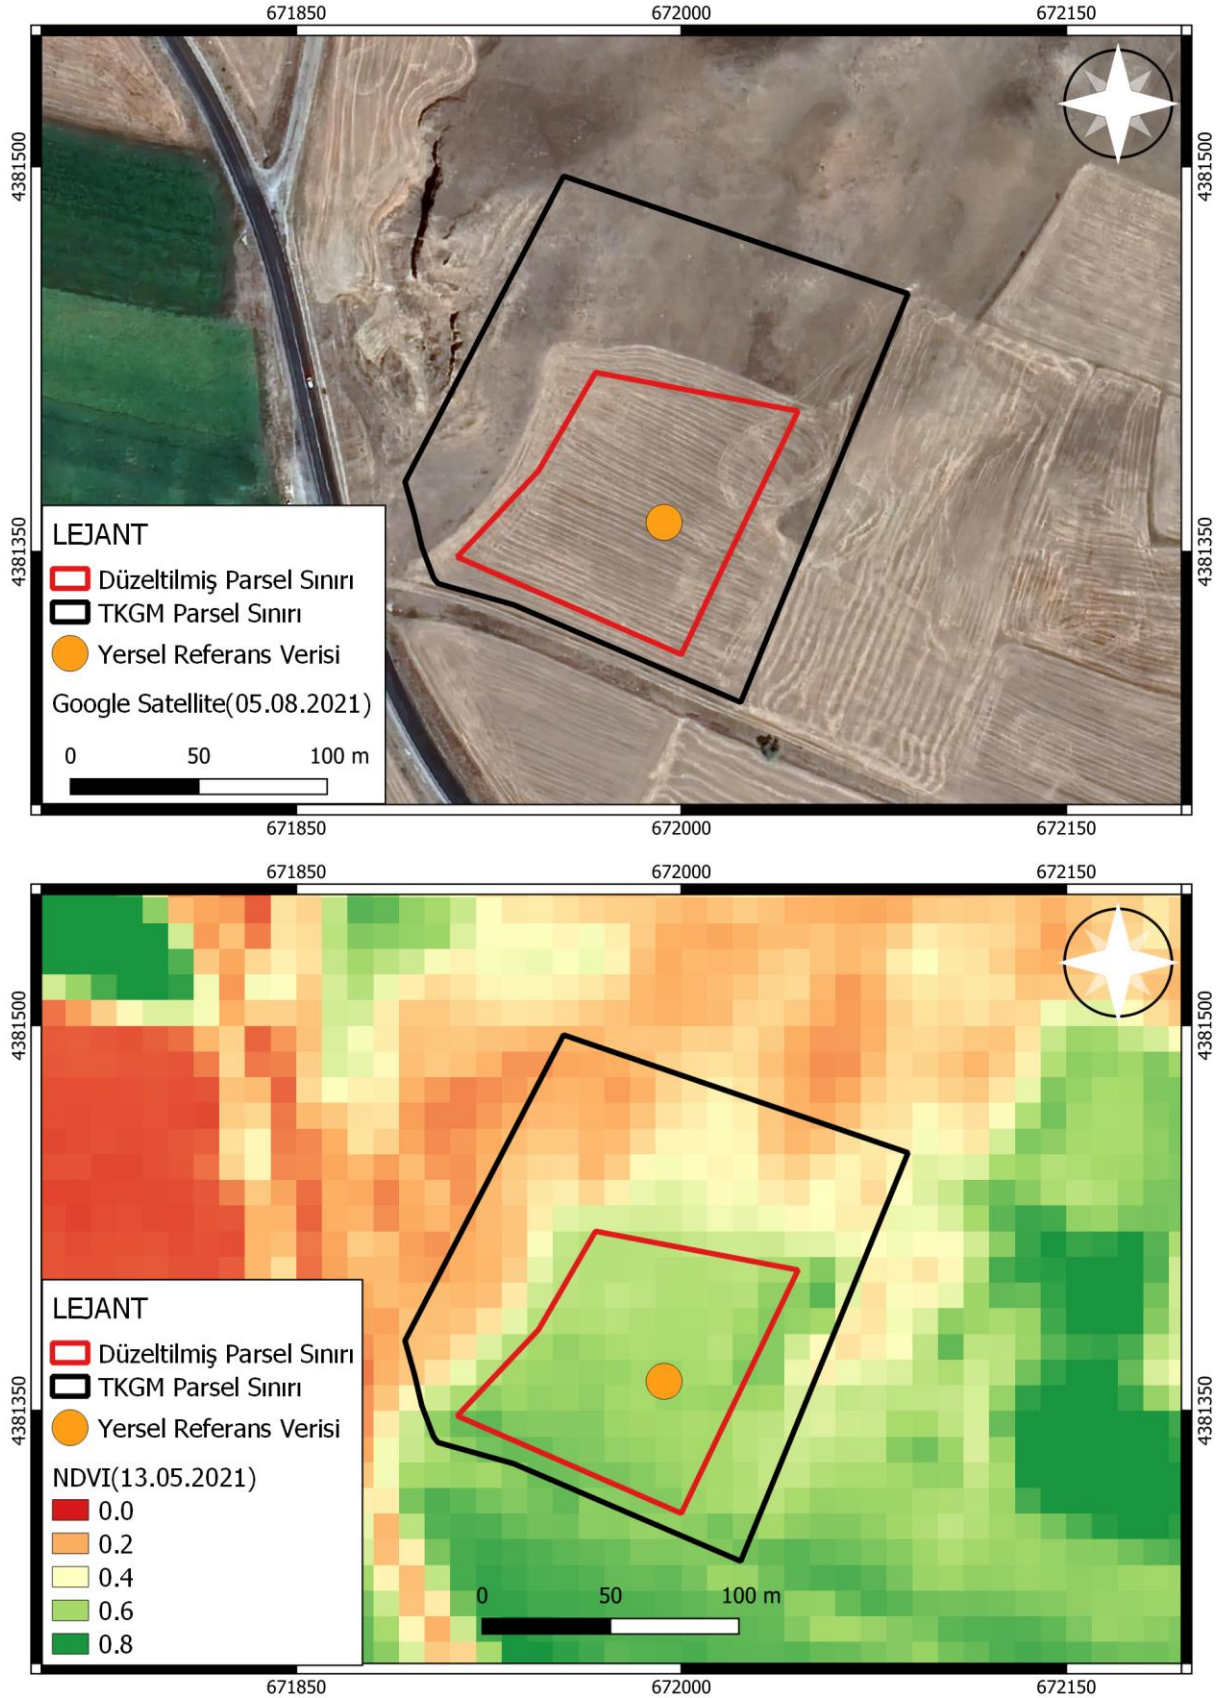 671850 672000 672150
4381500 4381500
4381350 4381350
LEJANT
Düzeltilmiş Parsel Sınırı
TKGM Parsel Sınırı
Yersel Referans Verisi
Google Satellite(05.08.2021)
0 50 100 m
671850 672000 672150
671850 672000 672150
4381500 4381500
4381350 4381350
LEJANT
Düzeltilmiş Parsel Sınırı
TKGM Parsel Sınırı
Yersel Referans Verisi
NDVI(13.05.2021)
0.0
0.2
0.4
0.6
0.8
0 50 100 m
671850 672000 672150